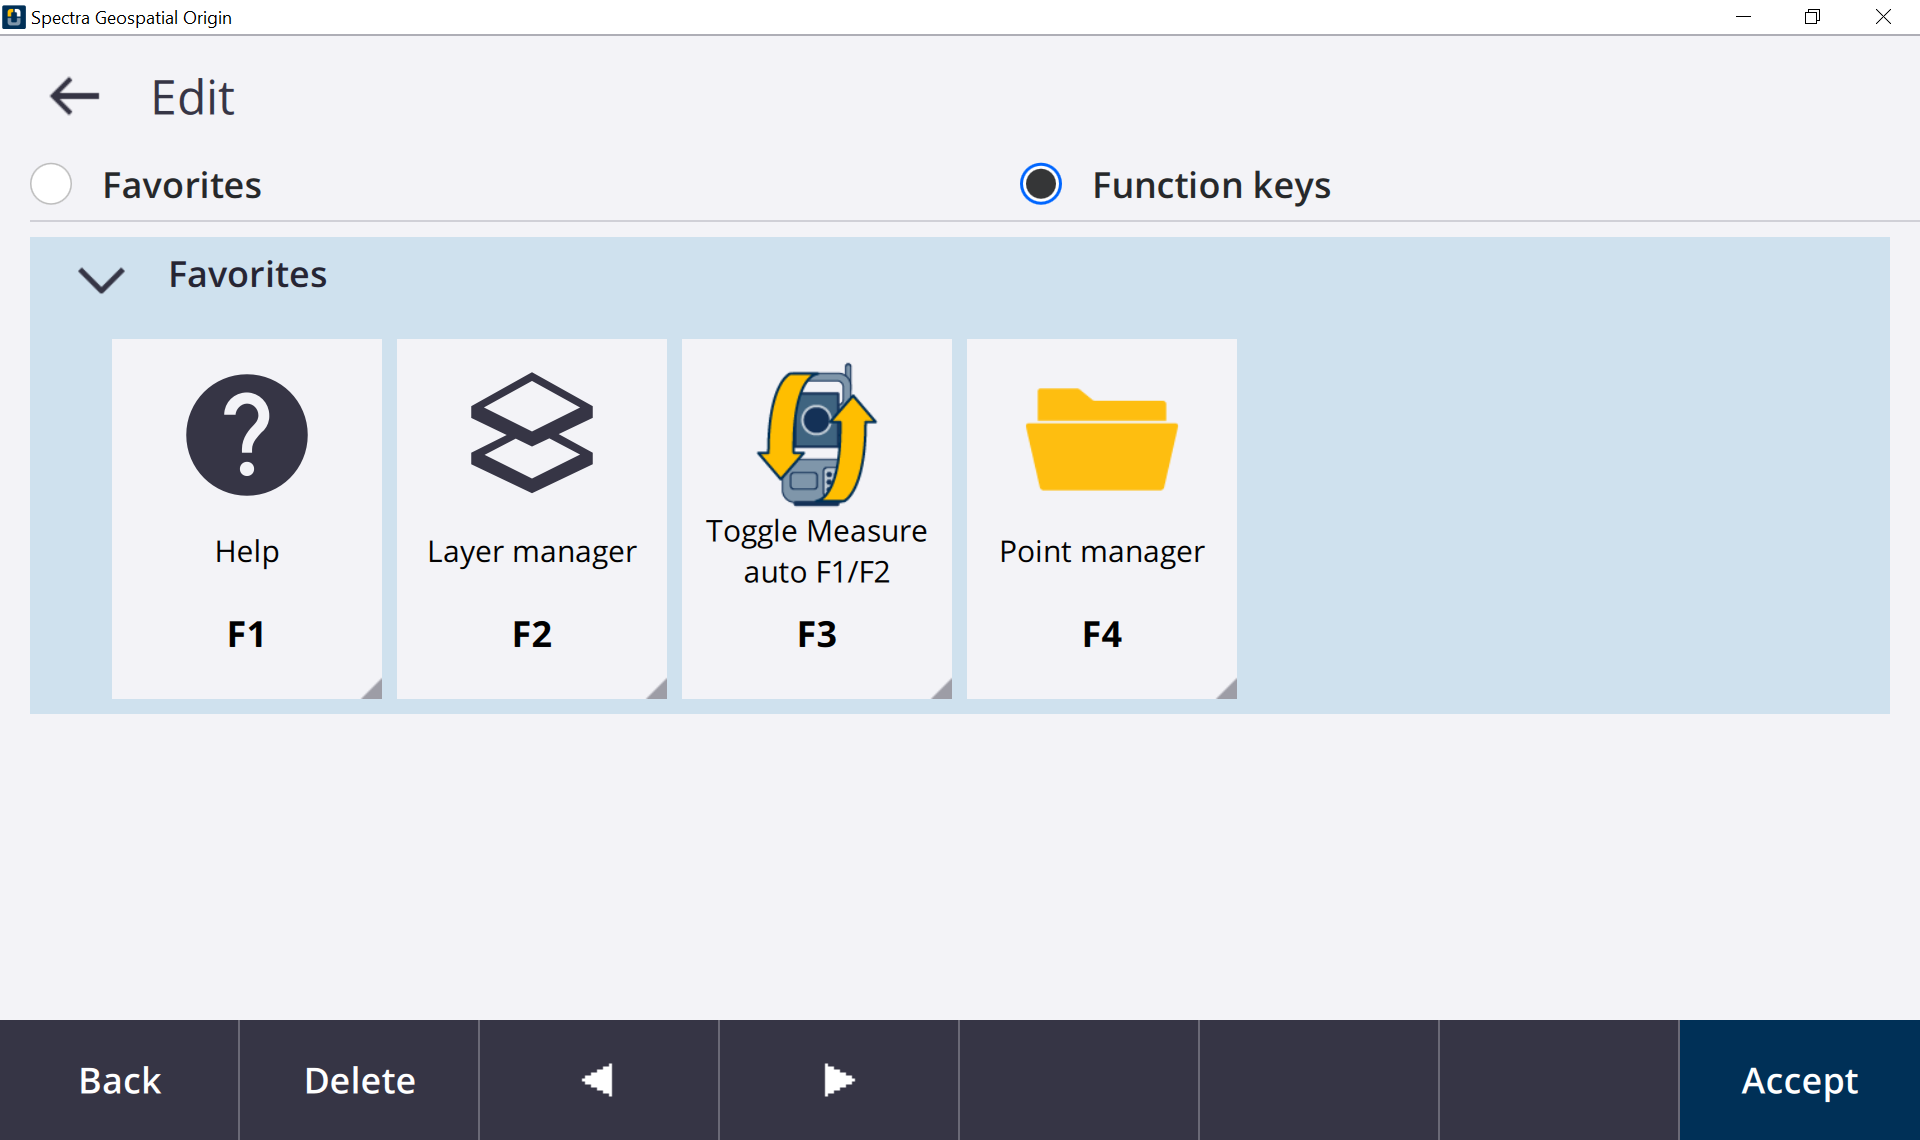 Spectra Geospatial Origin
Edit
Favorites
Function keys
Favorites
Help
F1
Layer manager
F2
Toggle Measure
auto F1/F2
F3
Point manager
F4
Back
Delete
Accept